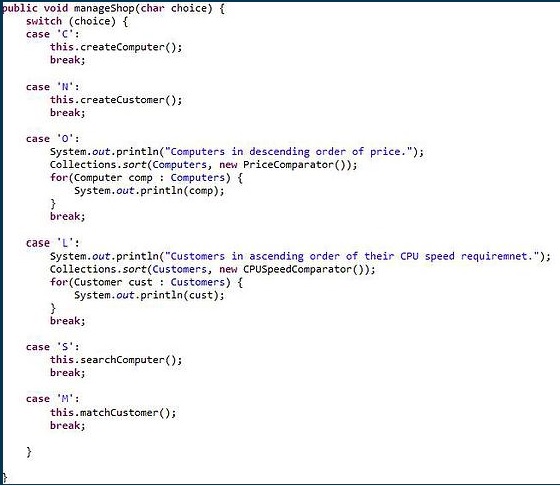 public void manageShop(char choice) {
switch (choice) {
case 'C':
this.createComputer();
break;
case 'N':
this.createCustomer();
break;
case 'O':
System.out.println("Computers in descending order of price.");
Collections.sort(Computers, new PriceComparator());
for(Computer comp : Computers) {
System.out.println(comp);
}
break;
case 'L':
System.out.println("Customers in ascending order of their CPU speed requiremnet.");
Collections.sort(Customers, new CPUSpeedComparator());
for(Customer cust : Customers) {
System.out.println(cust);
}
break;
case 'S':
this.searchComputer();
break;
case 'M':
this.matchCustomer();
break;
}
}